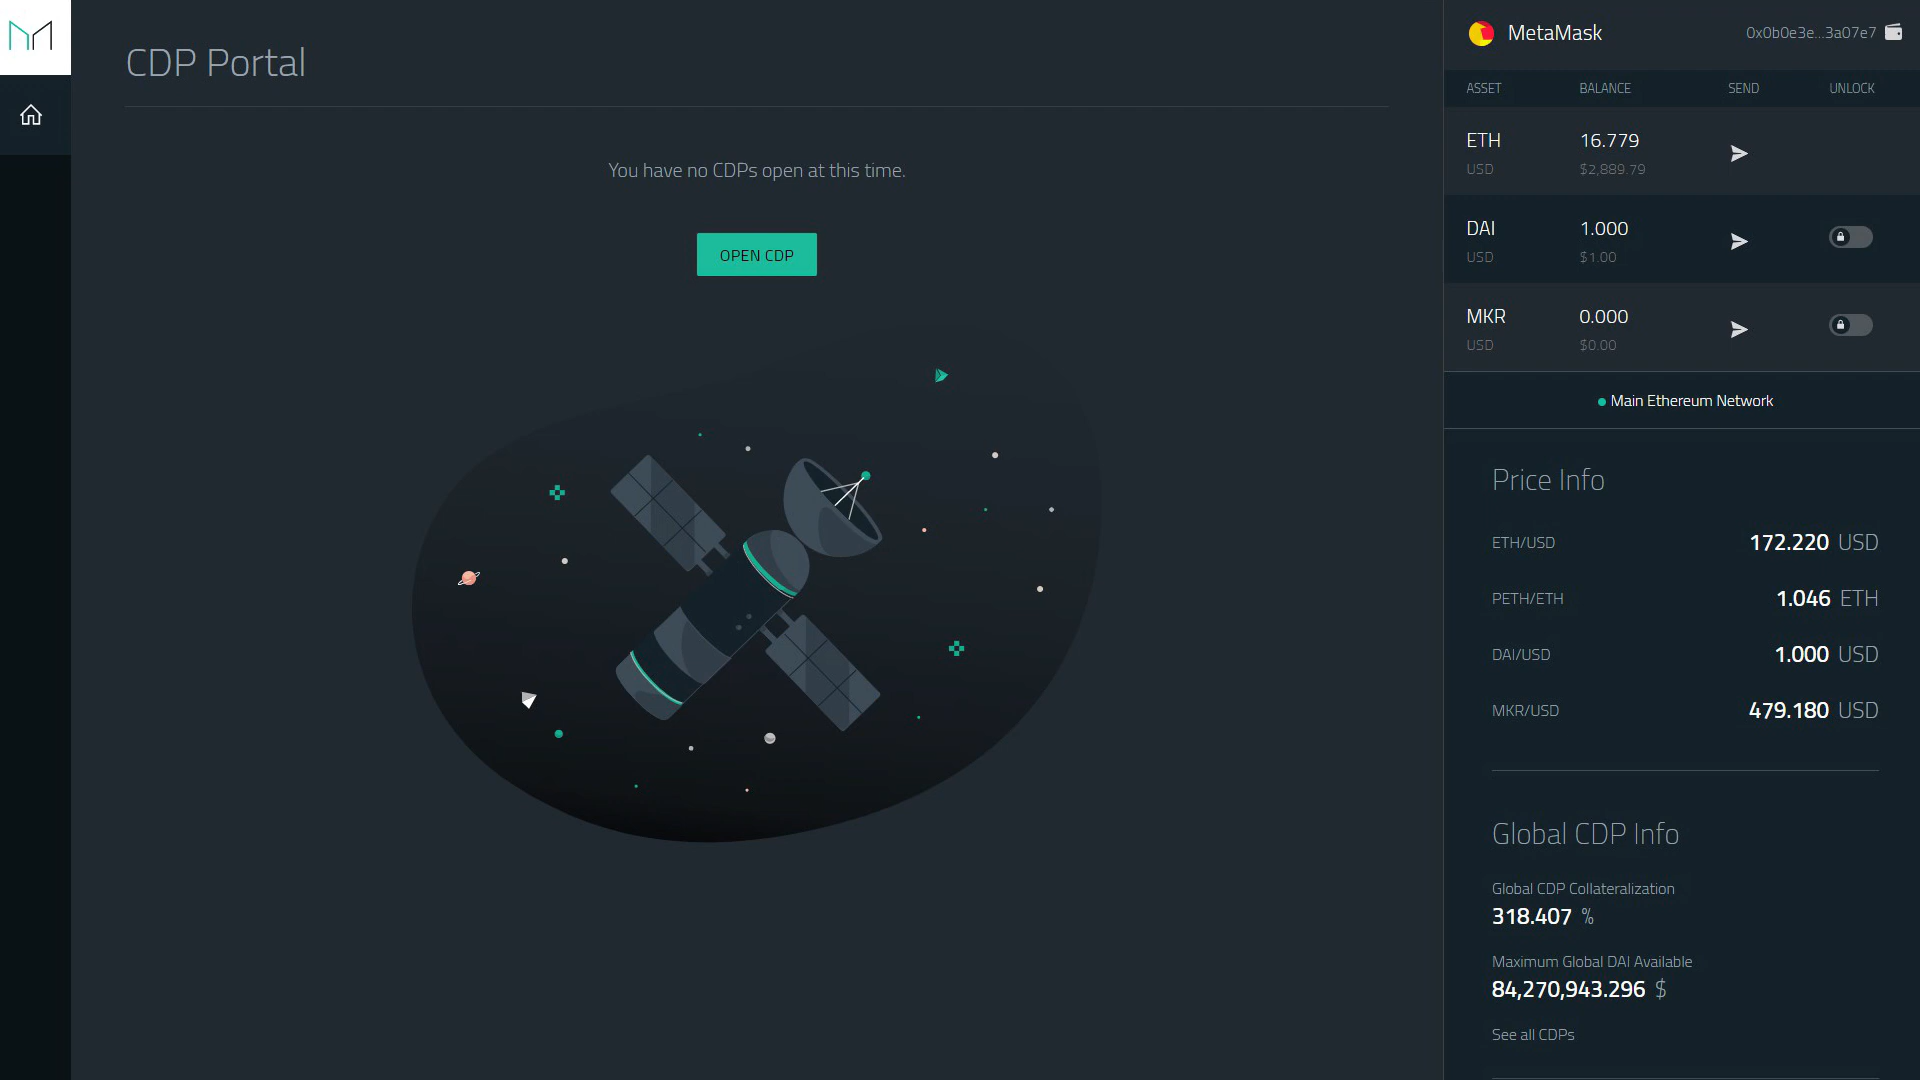 CDP Portal
You have no CDPs open at this time.
OPEN CDP
MetaMask 0x0b0e3e...3a07e7
ASSET BALANCE SEND UNLOCK
ETH 16.779
USD $2,889.79
DAI 1.000
USD $1.00
MKR 0.000
USD $0.00
Main Ethereum Network
Price Info
ETH/USD 172.220 USD
PETH/ETH 1.046 ETH
DAI/USD 1.000 USD
MKR/USD 479.180 USD
Global CDP Info
Global CDP Collateralization
318.407 %
Maximum Global DAI Available
84,270,943.296 $
See all CDPs